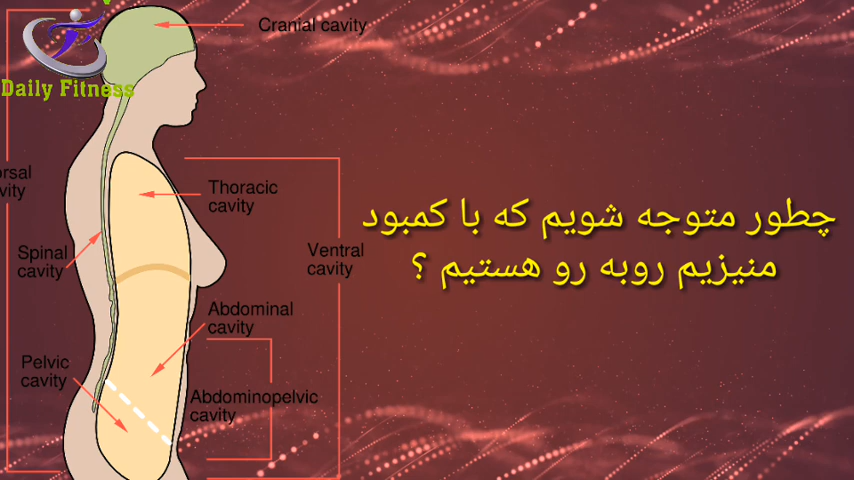 Cranial cavity
Daily Fitness
Thoracic
cavity
Spinal
cavity
Ventral
cavity
Abdominal
cavity
Pelvic
cavity
Abdominopelvic
cavity
چطور متوجه شویم که با کمبود
منیزیم روبه رو هستیم ؟